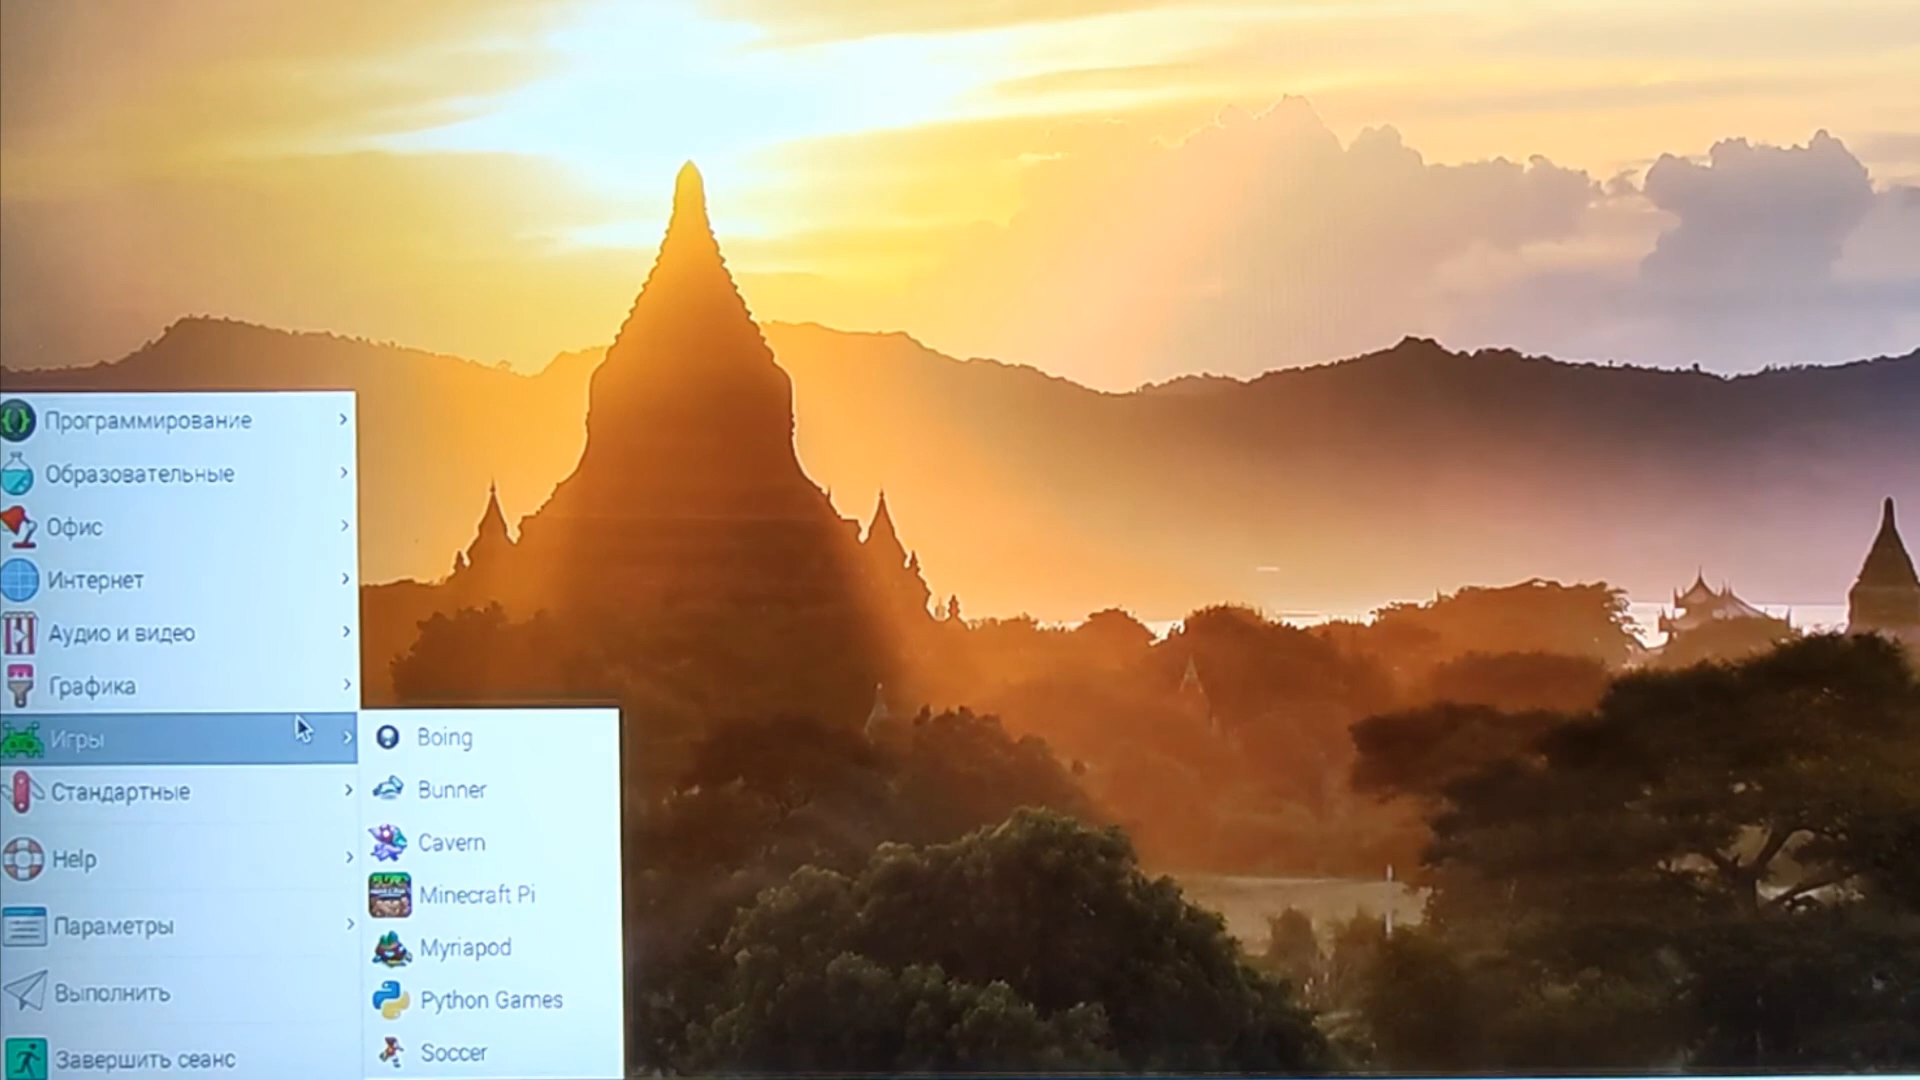 Программирование
Образовательные
Офис
Интернет
Аудио и видео
Графика
Игры
Стандартные
Help
Параметры
Выполнить
Завершить сеанс
Boing
Bunner
Cavern
Minecraft Pi
Myriapod
Python Games
Soccer